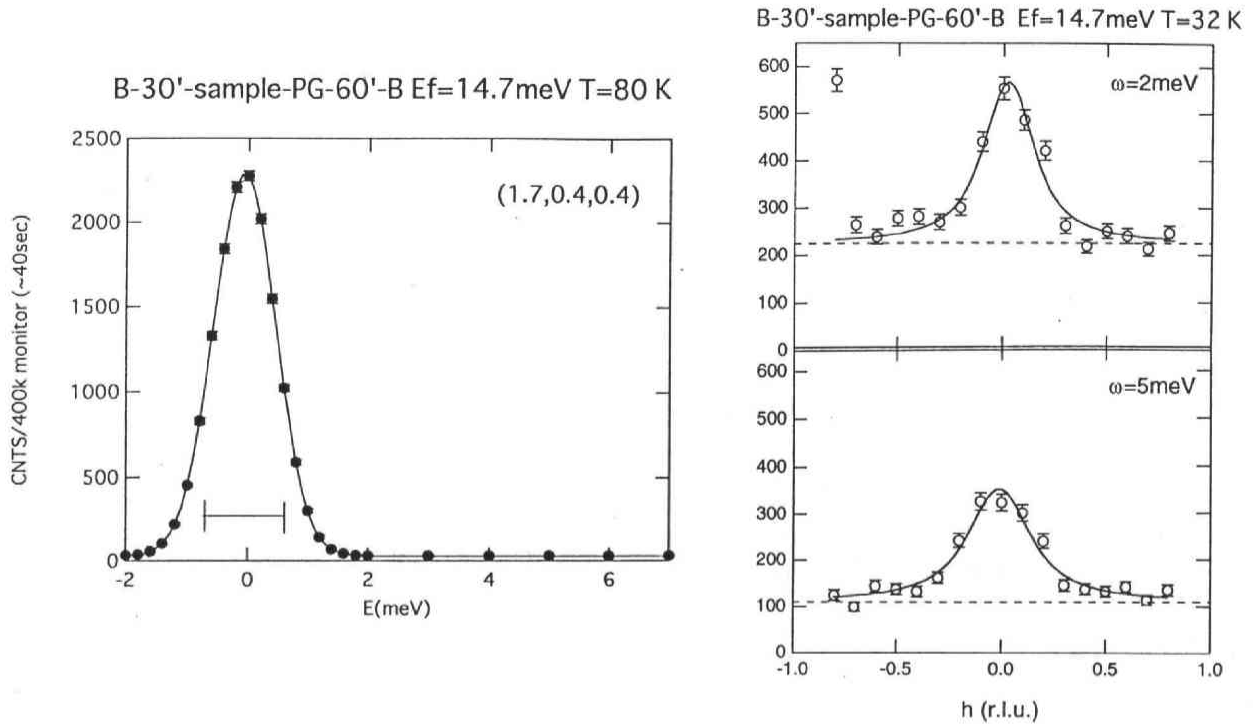 B-30'-sample-PG-60'-B Ef=14.7meV T=80 K
2500
2000
1500
1000
500
0
(1.7,0.4,0.4)
CNTS/400k monitor (~40sec)
-2 0 2 4 6
E(meV)
B-30'-sample-PG-60'-B Ef=14.7meV T=32 K
600
500
400
300
200
100
0
ω=2meV
600
500
400
300
200
100
0
ω=5meV
-1.0 -0.5 0.0 0.5 1.0
h (r.l.u.)